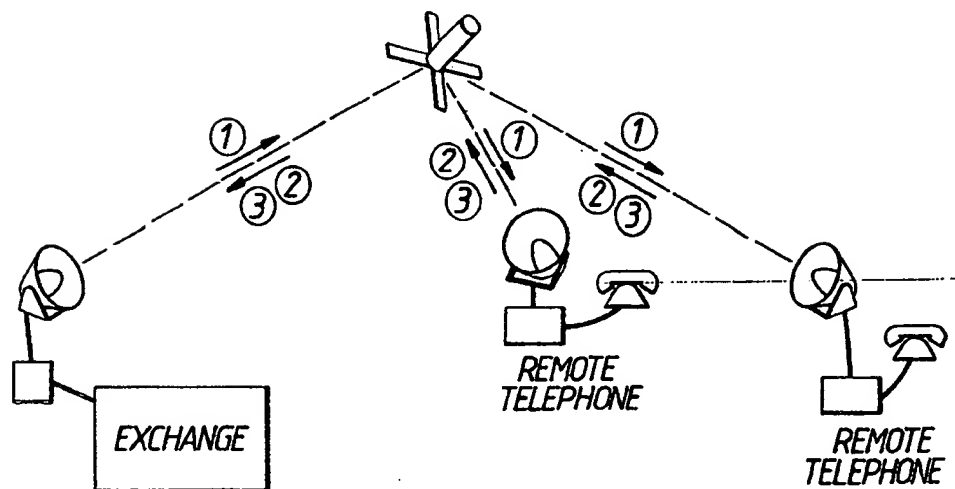 ① ① ①
② ② ② ③
③ ③
REMOTE
TELEPHONE
EXCHANGE
REMOTE
TELEPHONE